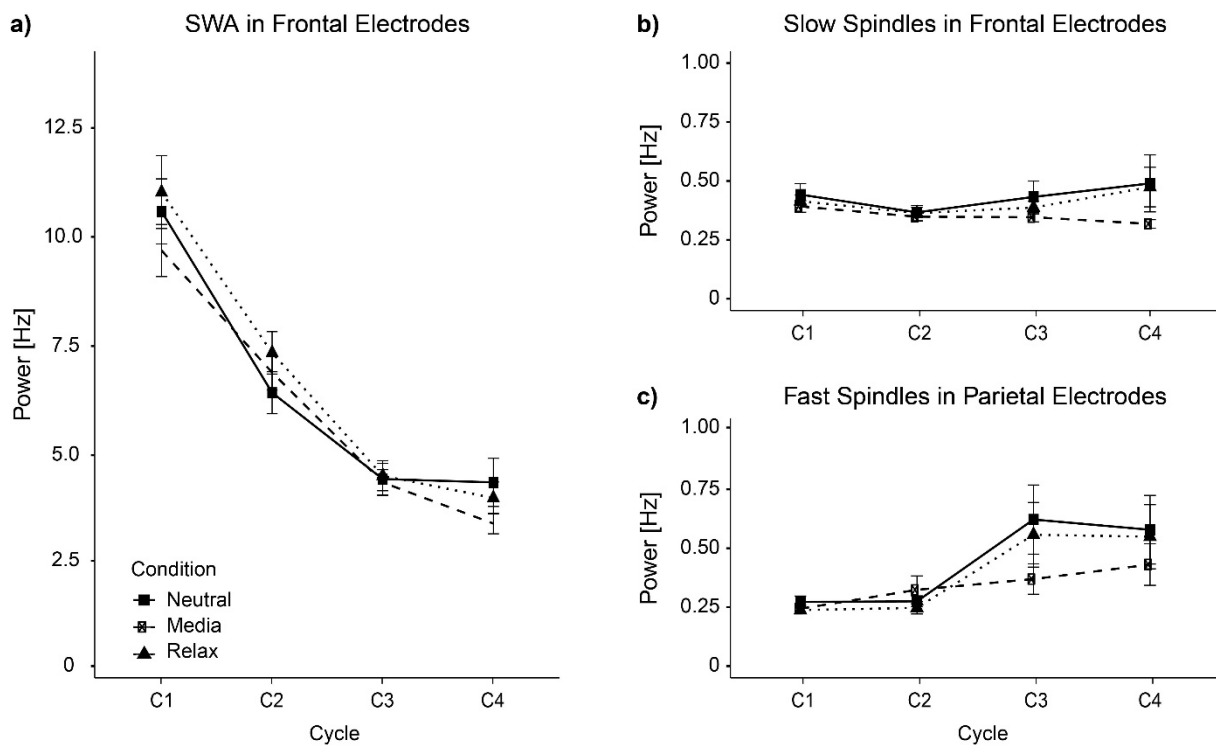 a)
SWA in Frontal Electrodes
Power [Hz]
12.5
10.0
7.5
5.0
2.5
0
Condition
Neutral
Media
Relax
C1 C2 C3 C4
Cycle
b)
Slow Spindles in Frontal Electrodes
Power [Hz]
1.00
0.75
0.50
0.25
0
C1 C2 C3 C4
c)
Fast Spindles in Parietal Electrodes
Power [Hz]
1.00
0.75
0.50
0.25
0
C1 C2 C3 C4
Cycle